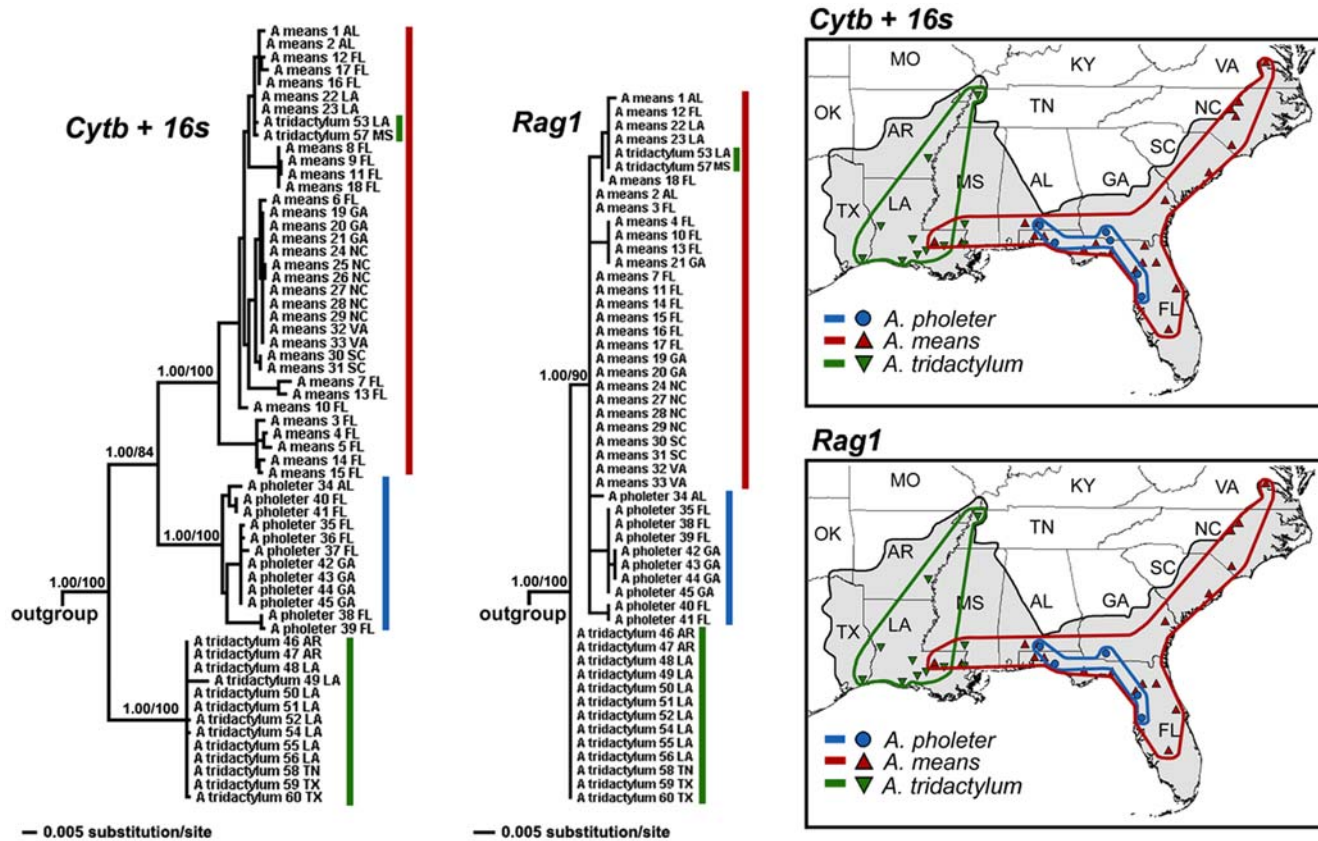 Cytb + 16s
A means 1 AL
A means 2 AL
A means 12 FL
A means 17 FL
A means 16 FL
A means 22 LA
A means 23 LA
A tridactylum 53 LA
A tridactylum 57 MS
A means 8 FL
A means 9 FL
A means 11 FL
A means 18 FL
A means 6 FL
A means 19 GA
A means 20 GA
A means 21 GA
A means 24 NC
A means 25 NC
A means 26 NC
A means 27 NC
A means 28 NC
A means 29 NC
A means 32 VA
A means 33 VA
A means 30 SC
A means 31 SC
A means 7 FL
A means 13 FL
A means 10 FL
A means 3 FL
A means 4 FL
A means 5 FL
A means 14 FL
A means 15 FL
A pholeter 34 AL
A pholeter 40 FL
A pholeter 41 FL
A pholeter 35 FL
A pholeter 36 FL
A pholeter 37 FL
A pholeter 42 GA
A pholeter 43 GA
A pholeter 44 GA
A pholeter 45 GA
A pholeter 38 FL
A pholeter 39 FL
A tridactylum 46 AR
A tridactylum 47 AR
A tridactylum 48 LA
A tridactylum 49 LA
A tridactylum 50 LA
A tridactylum 51 LA
A tridactylum 52 LA
A tridactylum 54 LA
A tridactylum 55 LA
A tridactylum 56 LA
A tridactylum 58 TN
A tridactylum 59 TX
A tridactylum 60 TX
1.00/100
1.00/84
1.00/100
1.00/100
outgroup
1.00/100
0.005 substitution/site
Rag1
A means 1 AL
A means 12 FL
A means 22 LA
A means 23 LA
A tridactylum 53 LA
A tridactylum 57 MS
A means 18 FL
A means 2 AL
A means 3 FL
A means 4 FL
A means 10 FL
A means 13 FL
A means 21 GA
A means 7 FL
A means 11 FL
A means 14 FL
A means 15 FL
A means 16 FL
A means 17 FL
A means 19 GA
A means 20 GA
A means 24 NC
A means 27 NC
A means 28 NC
A means 29 NC
A means 30 SC
A means 31 SC
A means 32 VA
A means 33 VA
A pholeter 34 AL
A pholeter 35 FL
A pholeter 38 FL
A pholeter 39 FL
A pholeter 42 GA
A pholeter 43 GA
A pholeter 44 GA
A pholeter 45 GA
A pholeter 40 FL
A pholeter 41 FL
A tridactylum 46 AR
A tridactylum 47 AR
A tridactylum 48 LA
A tridactylum 49 LA
A tridactylum 50 LA
A tridactylum 51 LA
A tridactylum 52 LA
A tridactylum 54 LA
A tridactylum 55 LA
A tridactylum 56 LA
A tridactylum 58 TN
A tridactylum 59 TX
A tridactylum 60 TX
1.00/90
1.00/100
outgroup
0.005 substitution/site
Cytb + 16s
MO KY VA
OK TN NC
AR SC
MS AL GA
TX LA
FL
A. pholeter
A. means
A. tridactylum
Rag1
MO KY VA
OK TN NC
AR SC
MS AL GA
TX LA
FL
A. pholeter
A. means
A. tridactylum